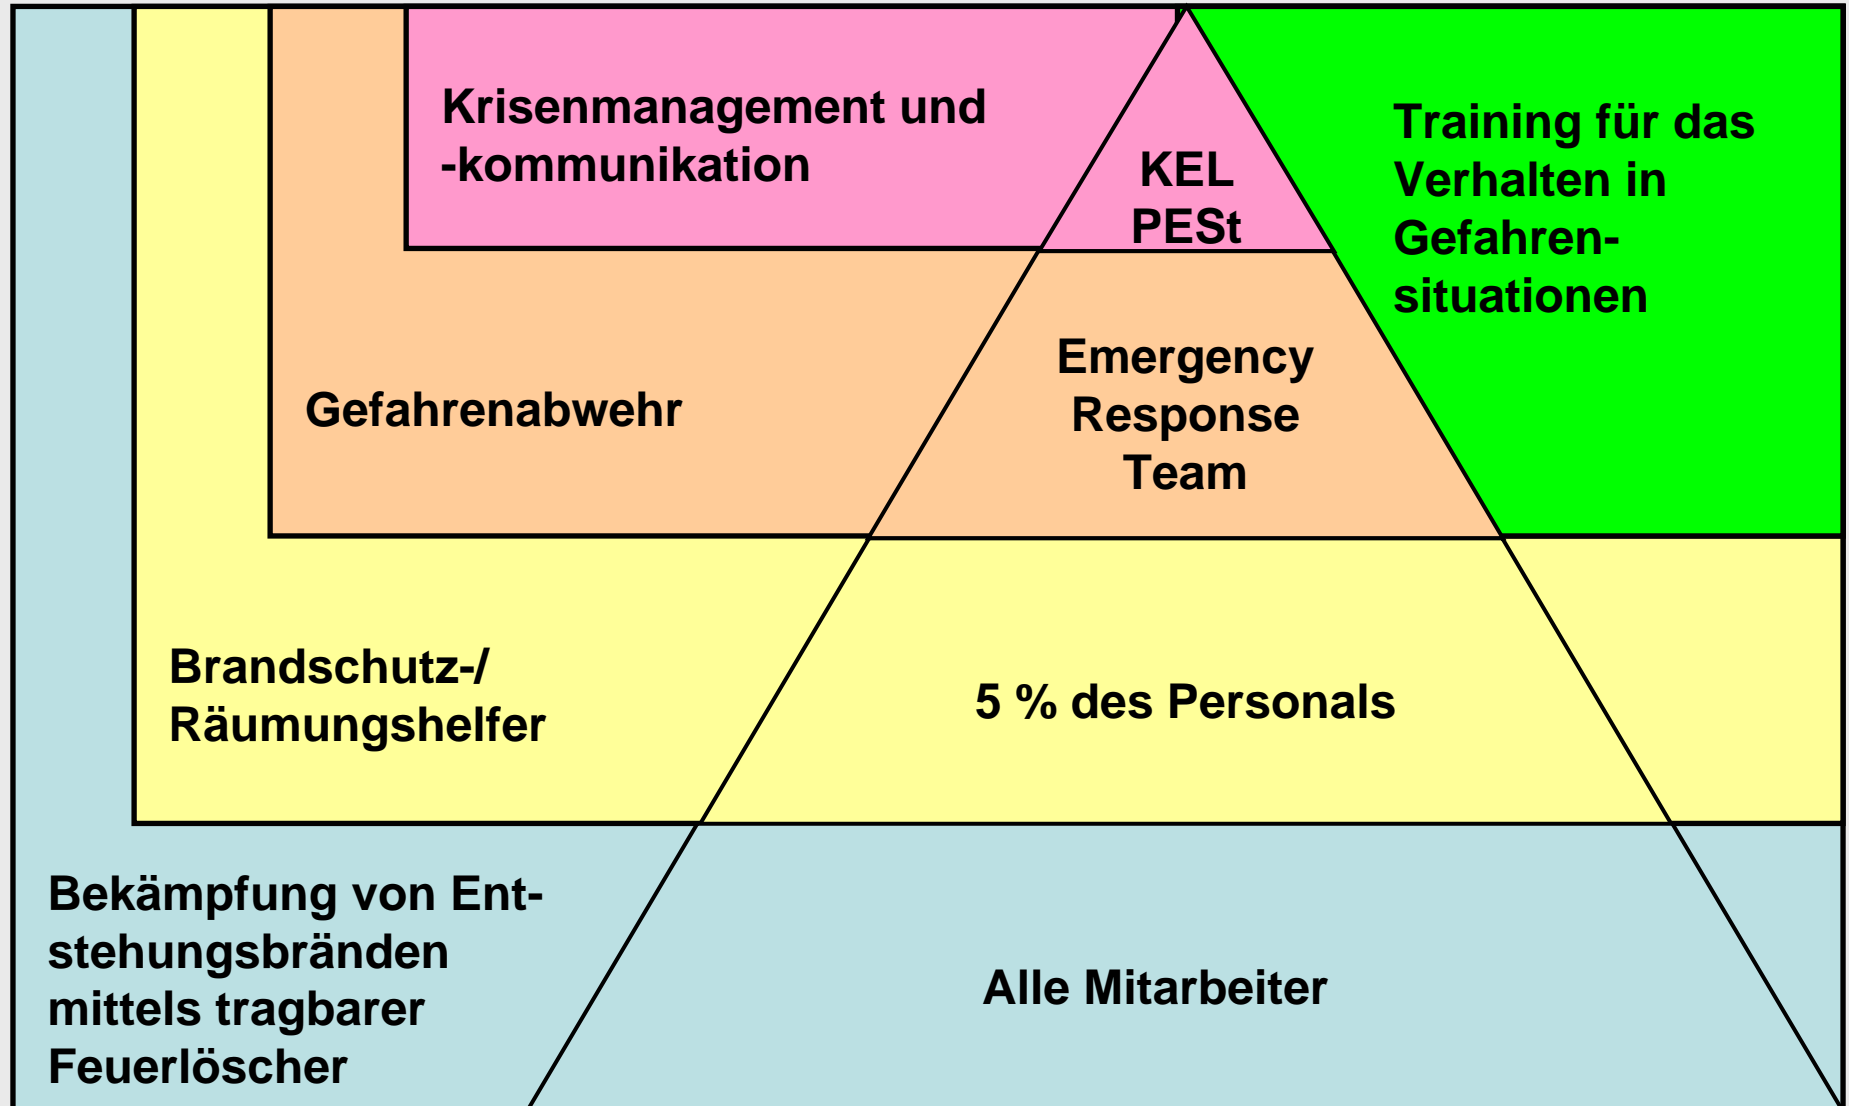 Krisenmanagement und
-kommunikation
KEL
PESt
Training für das
Verhalten in
Gefahren-
situationen
Gefahrenabwehr
Emergency
Response
Team
Brandschutz-/
Räumungshelfer
5 % des Personals
Bekämpfung von Ent-
stehungsbränden
mittels tragbarer
Feuerlöscher
Alle Mitarbeiter